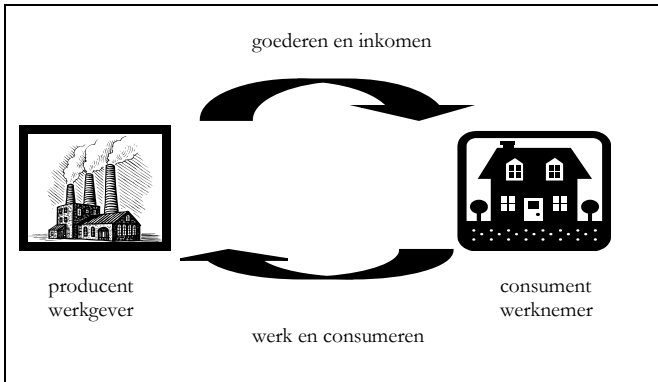 goederen en inkomen
producent
werkgever
consument
werknemer
werk en consumeren